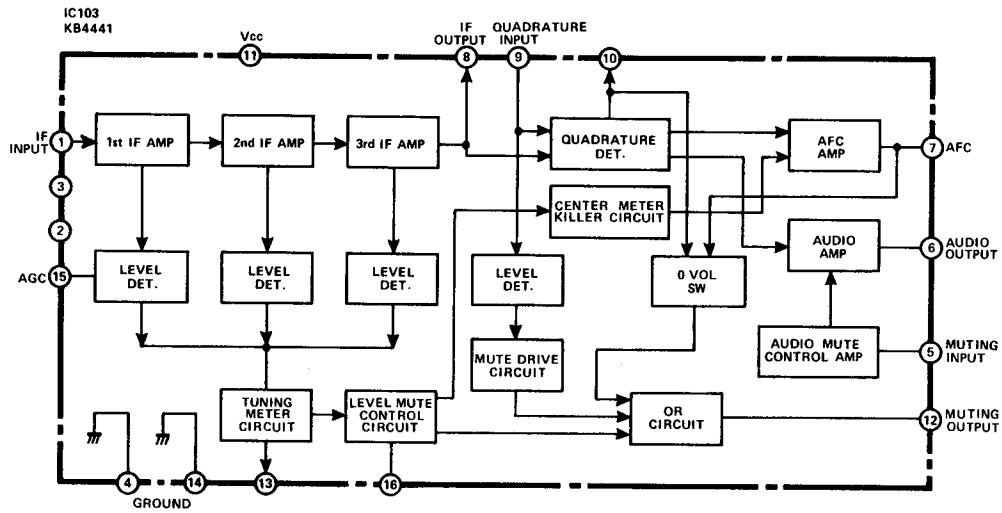 IC103
KB4441
Vcc
11
IF
OUTPUT
8
QUADRATURE
INPUT
9
10
IF
INPUT
1
1st IF AMP
2nd IF AMP
3rd IF AMP
QUADRATURE
DET.
AFC
AMP
7
AFC
3
CENTER METER
KILLER CIRCUIT
2
AUDIO
AMP
6
AUDIO
OUTPUT
AGC
15
LEVEL
DET.
LEVEL
DET.
LEVEL
DET.
LEVEL
DET.
0 VOL
SW
MUTE DRIVE
CIRCUIT
AUDIO MUTE
CONTROL AMP
5
MUTING
INPUT
TUNING
METER
CIRCUIT
LEVEL MUTE
CONTROL
CIRCUIT
OR
CIRCUIT
12
MUTING
OUTPUT
4
14
13
16
GROUND